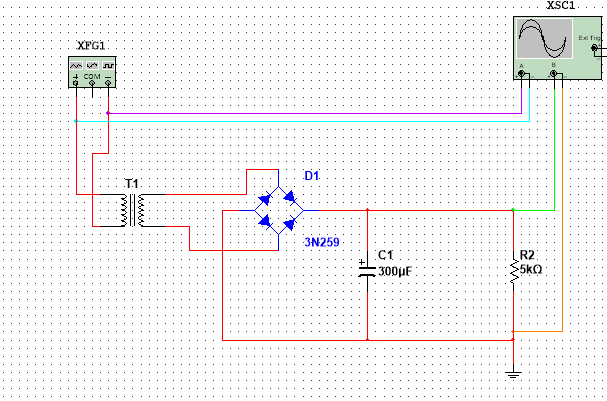 XSC1
XFG1
Ext Trig
+
COM
A
B
T1
D1
3N259
C1
300µF
R2
5kΩ